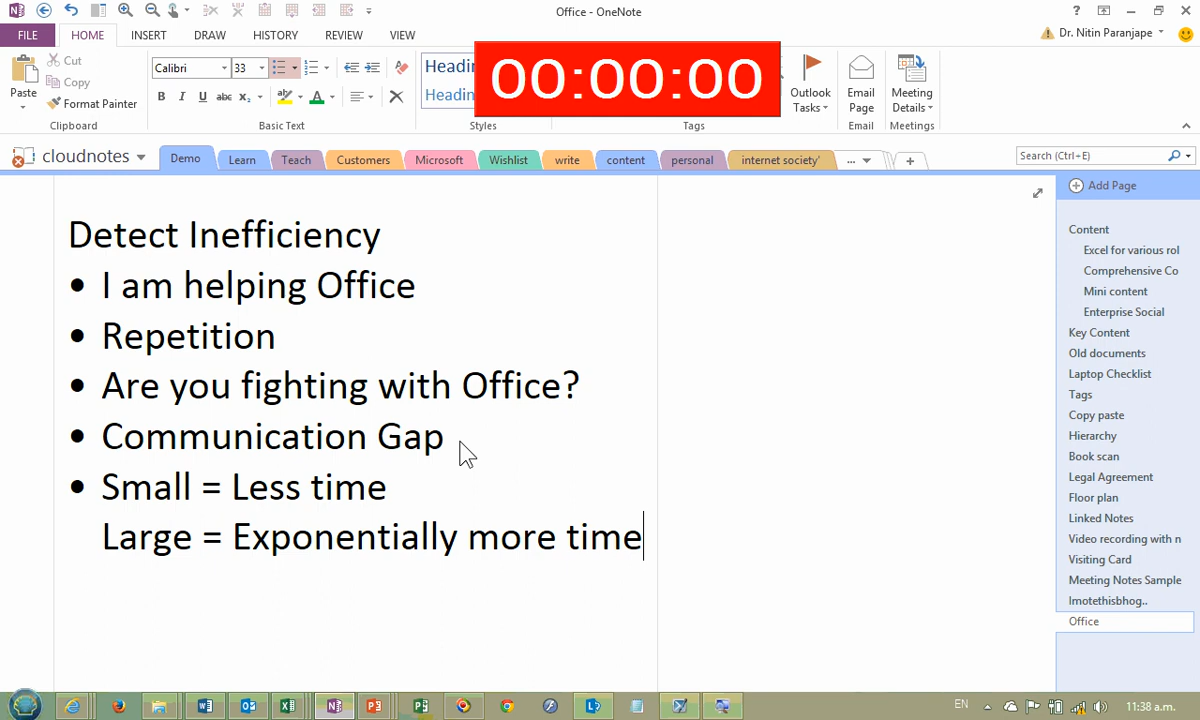 Office - OneNote
Dr. Nitin Paranjape
FILE HOME INSERT DRAW HISTORY REVIEW VIEW
Paste
Cut
Copy
Format Painter
Clipboard
Calibri 33
B I U abc x₂
Basic Text
Headin
Headin
Styles
00:00:00
Tags
Outlook Tasks
Email Page
Email
Meeting Details
Meetings
cloudnotes
Demo Learn Teach Customers Microsoft Wishlist write content personal internet society' ...
Search (Ctrl+E)
Detect Inefficiency
• I am helping Office
• Repetition
• Are you fighting with Office?
• Communication Gap
• Small = Less time
Large = Exponentially more time
Add Page
Content
Excel for various rol
Comprehensive Co
Mini content
Enterprise Social
Key Content
Old documents
Laptop Checklist
Tags
Copy paste
Hierarchy
Book scan
Legal Agreement
Floor plan
Linked Notes
Video recording with n
Visiting Card
Meeting Notes Sample
Imotethisbhog..
Office
EN
11:38 a.m.